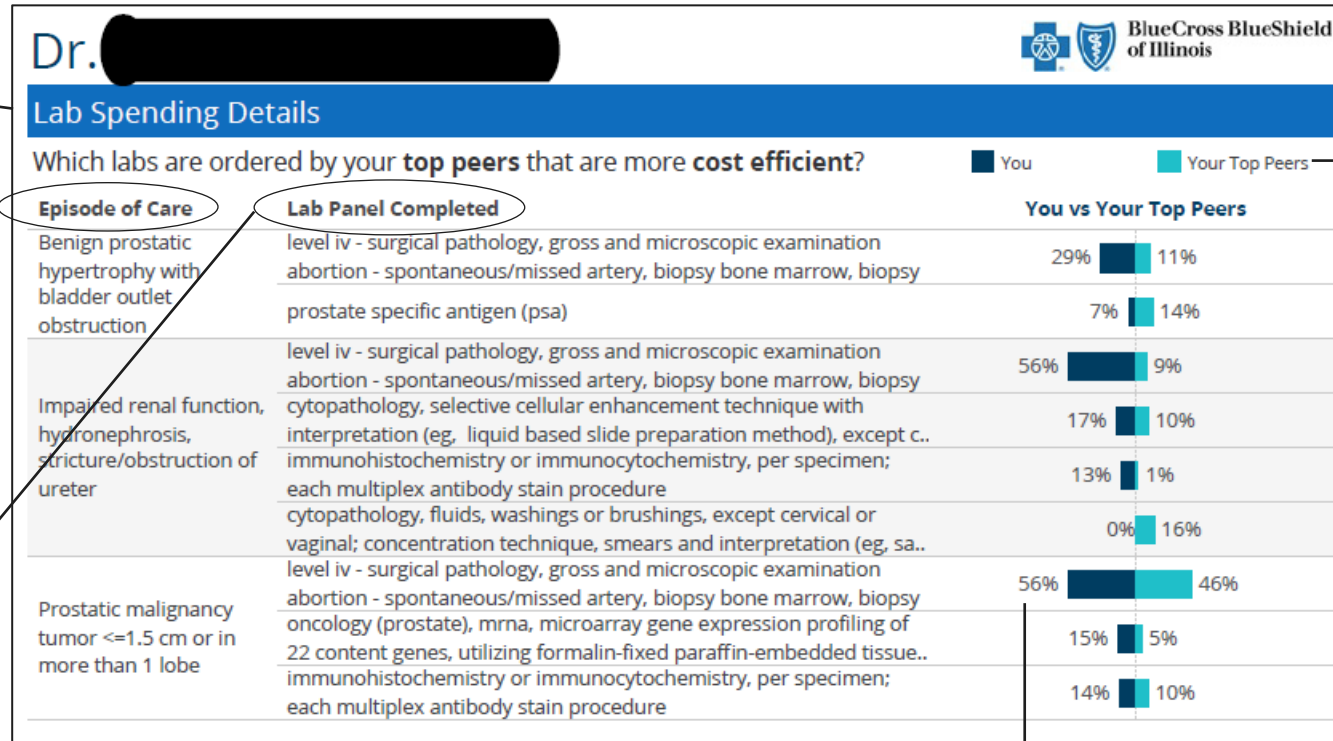 Dr.
BlueCross BlueShield
of Illinois
Lab Spending Details
Which labs are ordered by your top peers that are more cost efficient?
You
Your Top Peers
Episode of Care
Lab Panel Completed
You vs Your Top Peers
Benign prostatic
hypertrophy with
bladder outlet
obstruction
level iv - surgical pathology, gross and microscopic examination
abortion - spontaneous/missed artery, biopsy bone marrow, biopsy
29% 11%
prostate specific antigen (psa)
7% 14%
Impaired renal function,
hydronephrosis,
stricture/obstruction of
ureter
level iv - surgical pathology, gross and microscopic examination
abortion - spontaneous/missed artery, biopsy bone marrow, biopsy
56% 9%
cytopathology, selective cellular enhancement technique with
interpretation (eg, liquid based slide preparation method), except c..
17% 10%
immunohistochemistry or immunocytochemistry, per specimen;
each multiplex antibody stain procedure
13% 1%
cytopathology, fluids, washings or brushings, except cervical or
vaginal; concentration technique, smears and interpretation (eg, sa..
0% 16%
Prostatic malignancy
tumor <=1.5 cm or in
more than 1 lobe
level iv - surgical pathology, gross and microscopic examination
abortion - spontaneous/missed artery, biopsy bone marrow, biopsy
56% 46%
oncology (prostate), mrna, microarray gene expression profiling of
22 content genes, utilizing formalin-fixed paraffin-embedded tissue..
15% 5%
immunohistochemistry or immunocytochemistry, per specimen;
each multiplex antibody stain procedure
14% 10%